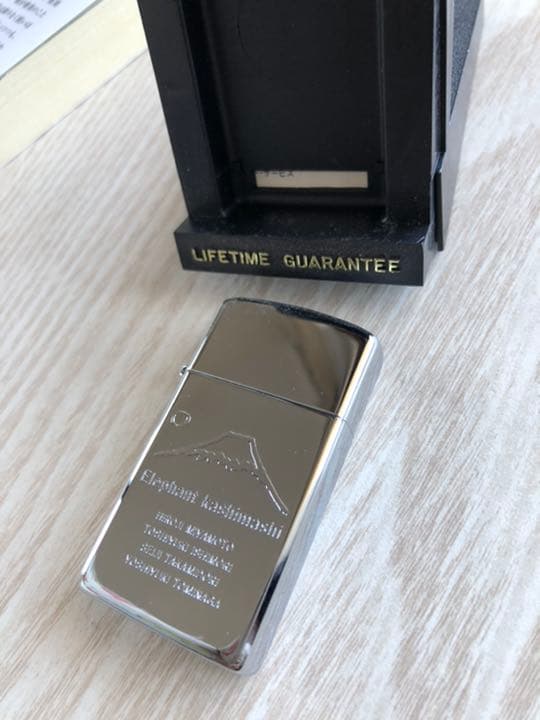 LIFETIME GUARANTEE
Elephant kashimashi
HIROJI MIYAMOTO
TOSHIYUKI ISHIMORI
SEIJI TAKAMIDORI
YOSHIYUKI TOMINAGA